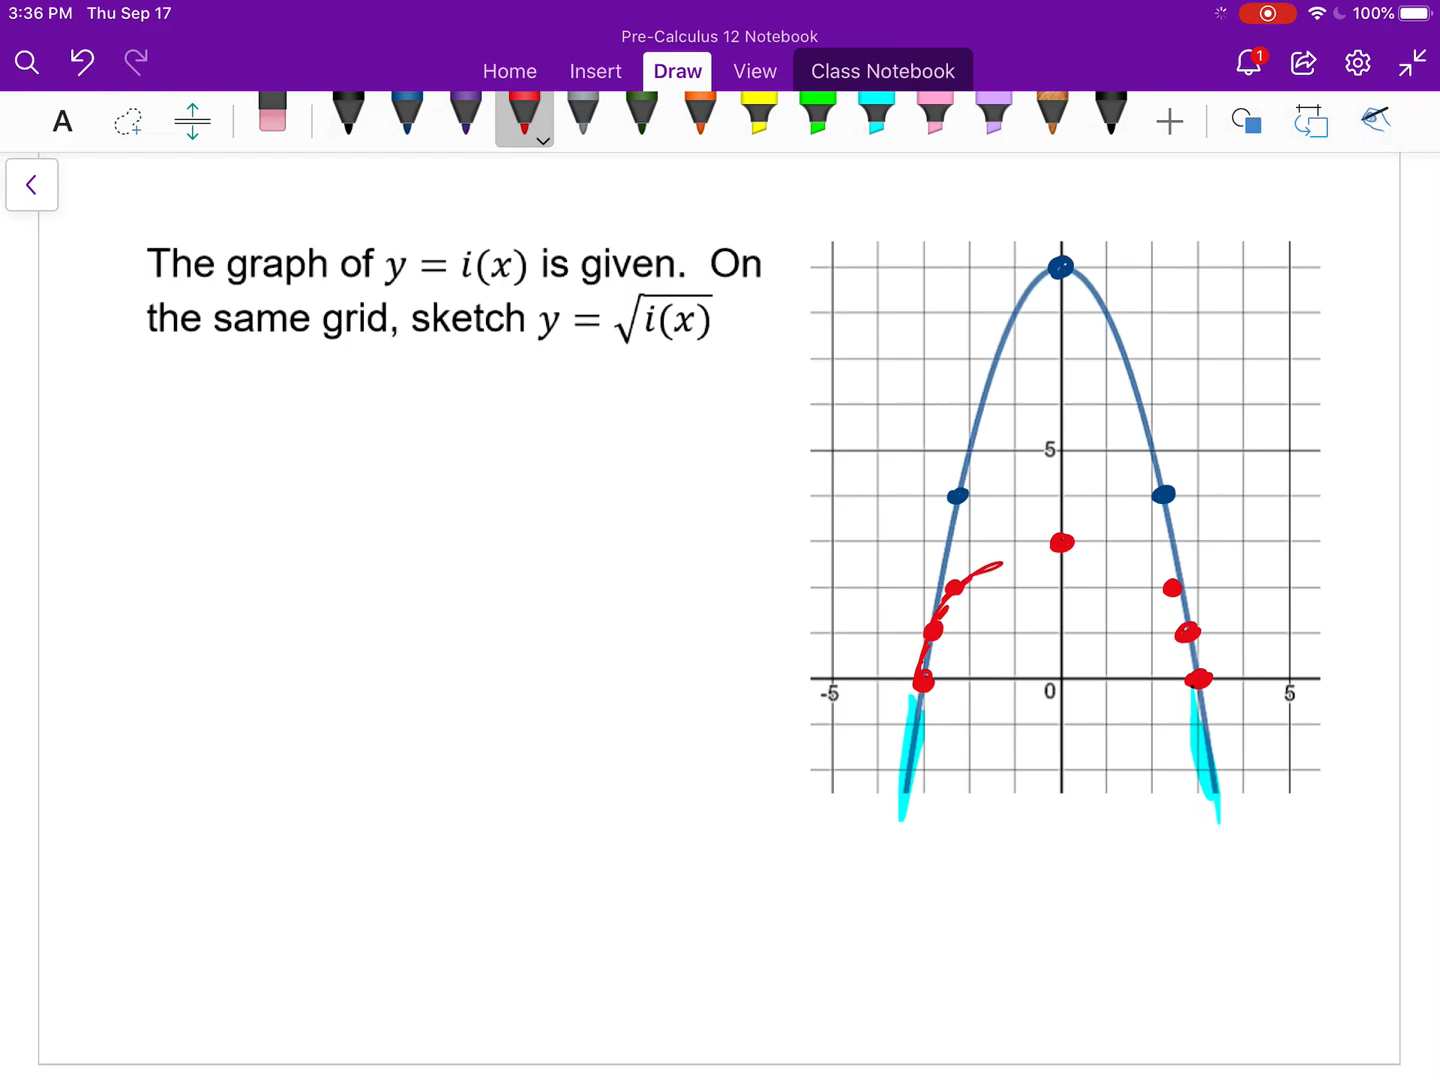 3:36 PM Thu Sep 17
100%
Pre-Calculus 12 Notebook
Home Insert Draw View Class Notebook
1
A
The graph of y = i(x) is given. On
the same grid, sketch y = √i(x)
5
-5 0 5